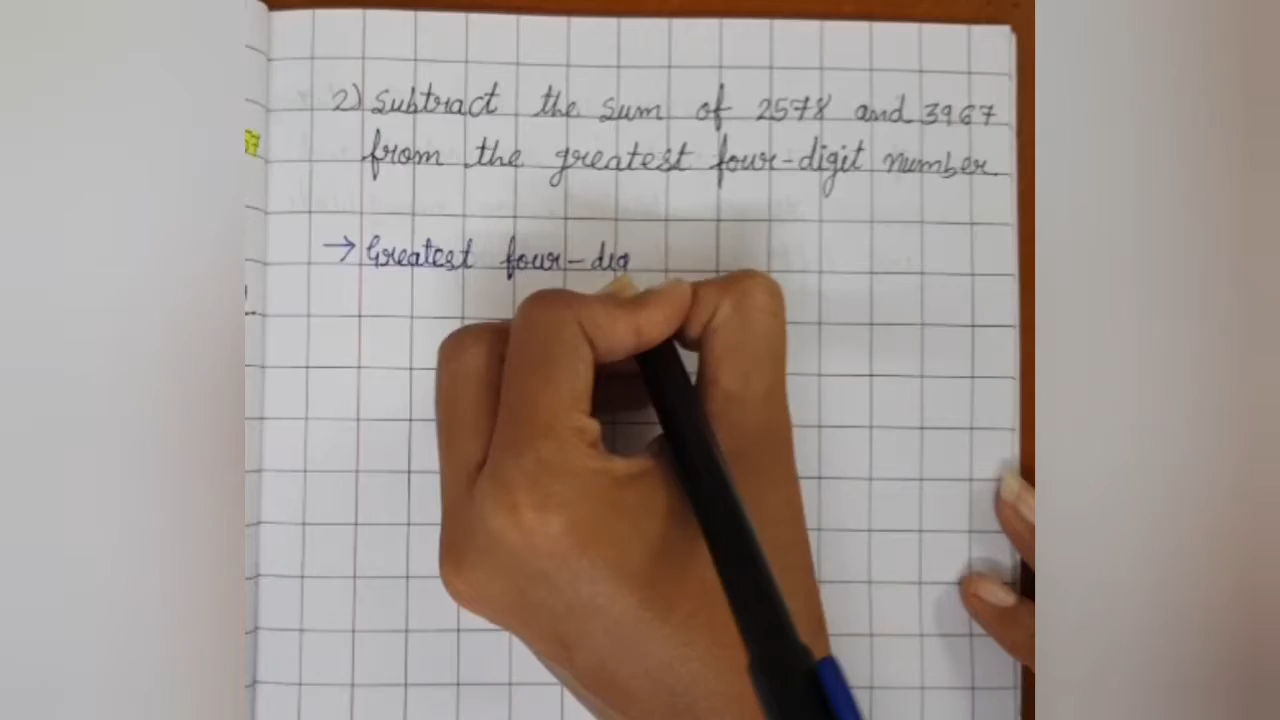 2) Subtract the sum of 2578 and 3967
from the greatest four-digit number
→ Greatest four-dig